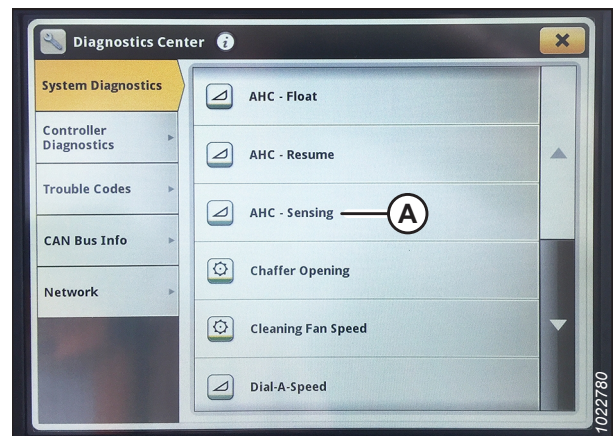 Diagnostics Center i
System Diagnostics
Controller
Diagnostics
Trouble Codes
CAN Bus Info
Network
AHC - Float
AHC - Resume
AHC - Sensing
A
Chaffer Opening
Cleaning Fan Speed
Dial-A-Speed
1022780